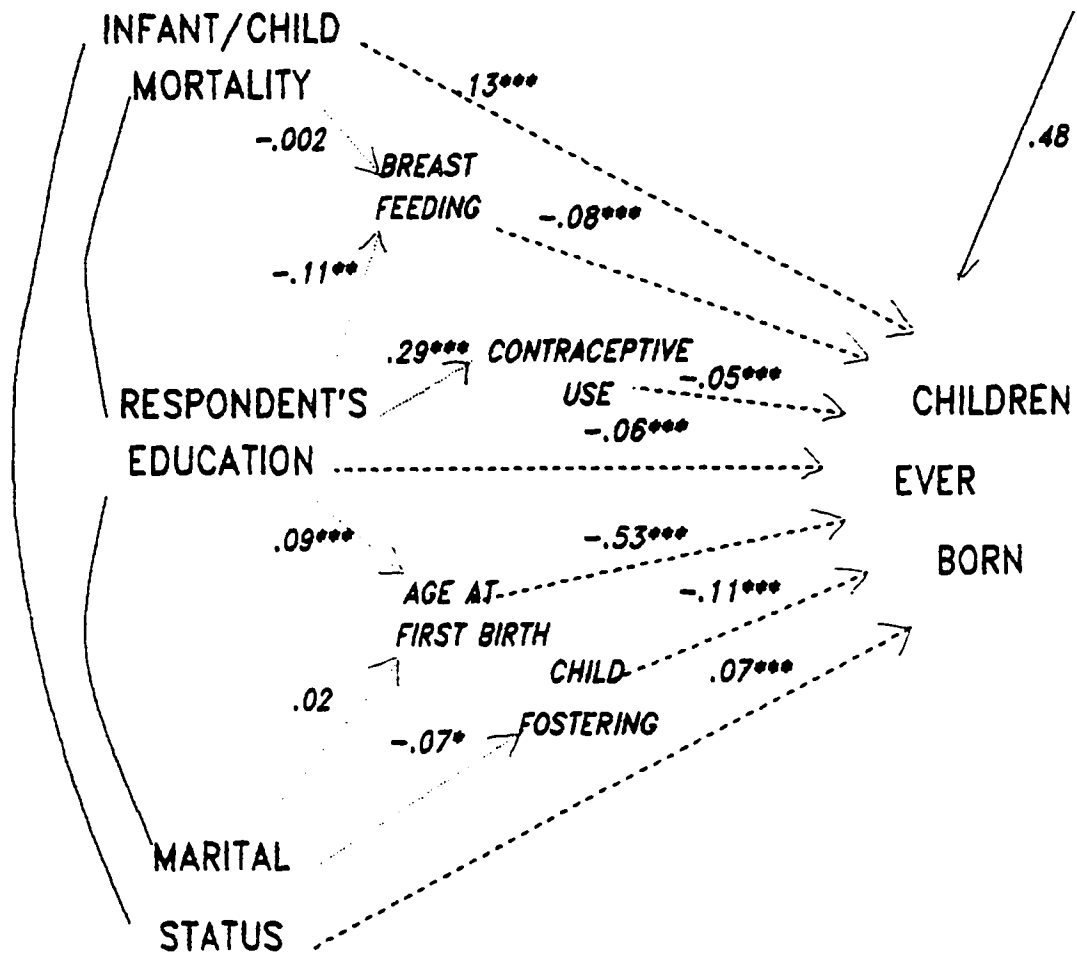 INFANT/CHILD
MORTALITY
.13***
.48
-.002
BREAST
FEEDING
-.08***
-.11**
.29***
CONTRACEPTIVE
USE
-.05***
RESPONDENT'S
EDUCATION
-.06***
CHILDREN
EVER
BORN
.09***
-.53***
AGE AT
FIRST BIRTH
-.11***
CHILD
FOSTERING
.07***
.02
-.07*
MARITAL
STATUS